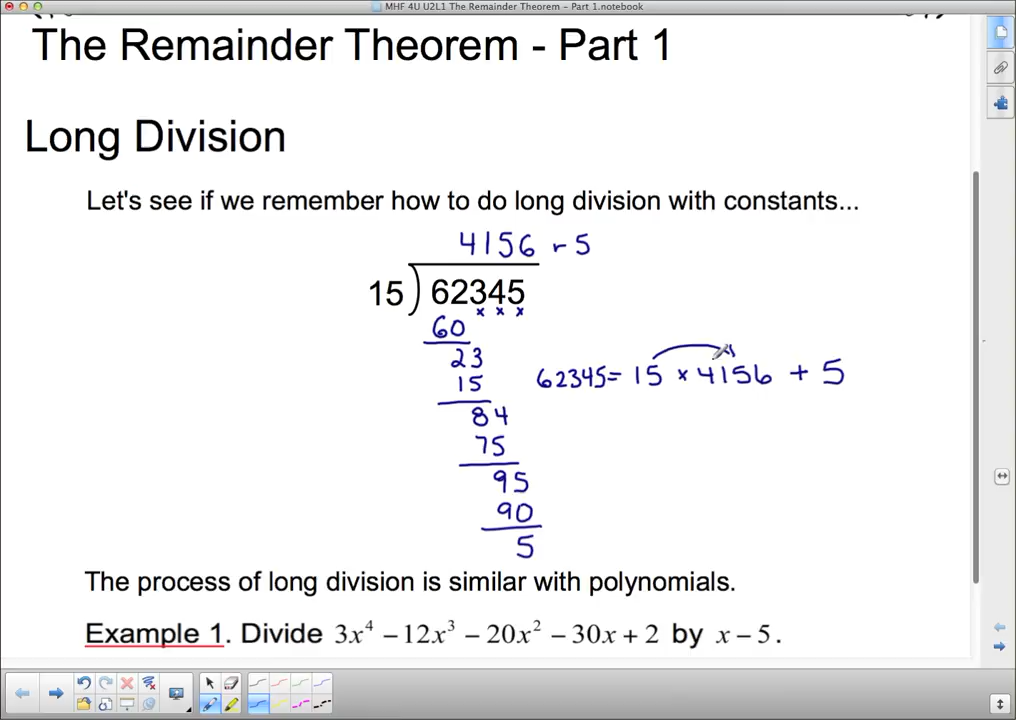 MHF 4U U2L1 The Remainder Theorem – Part 1.notebook
The Remainder Theorem - Part 1
Long Division
Let's see if we remember how to do long division with constants...
4156 r 5
15 ) 62345
x x x
60
23
15
62345 = 15 × 4156 + 5
84
75
95
90
5
The process of long division is similar with polynomials.
Example 1. Divide 3x⁴ − 12x³ − 20x² − 30x + 2 by x − 5.